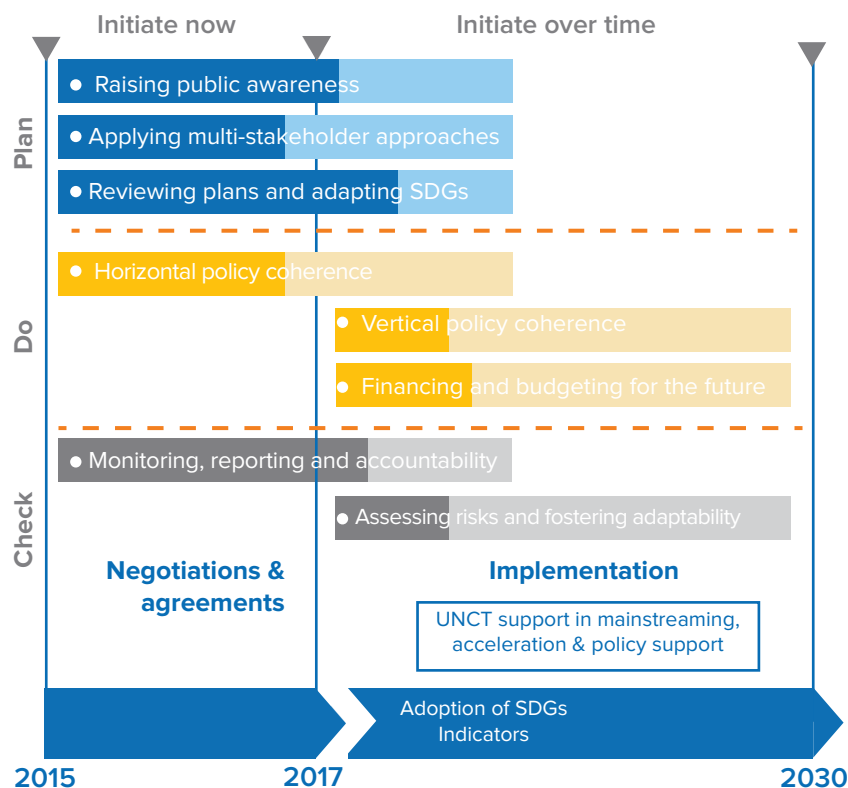 Initiate now
Initiate over time
Plan
Raising public awareness
Applying multi-stakeholder approaches
Reviewing plans and adapting SDGs
Do
Horizontal policy coherence
Vertical policy coherence
Financing and budgeting for the future
Check
Monitoring, reporting and accountability
Assessing risks and fostering adaptability
Negotiations &
agreements
Implementation
UNCT support in mainstreaming,
acceleration & policy support
Adoption of SDGs
Indicators
2015
2017
2030